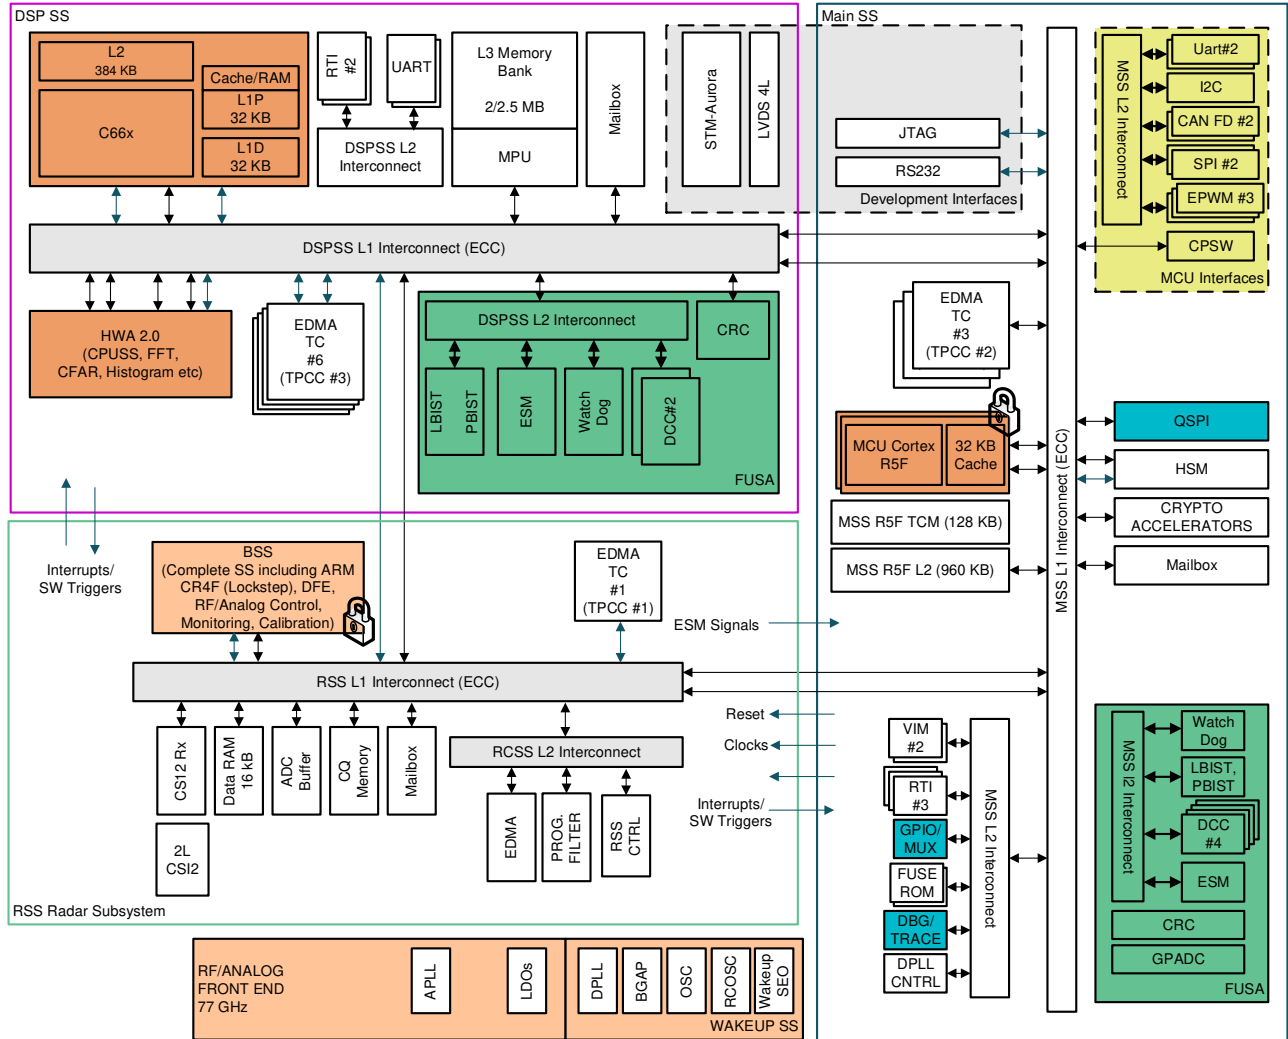 DSP SS
L2
384 KB
C66x
Cache/RAM
L1P
32 KB
L1D
32 KB
RTI
#2
UART
DSPSS L2
Interconnect
L3 Memory
Bank
2/2.5 MB
MPU
Mailbox
STM-Aurora
LVDS 4L
JTAG
RS232
Development Interfaces
DSPSS L1 Interconnect (ECC)
HWA 2.0
(CPUSS, FFT,
CFAR, Histogram etc)
EDMA
TC
#6
(TPCC #3)
DSPSS L2 Interconnect
CRC
LBIST
PBIST
ESM
Watch
Dog
DCC#2
FUSA
Interrupts/
SW Triggers
BSS
(Complete SS including ARM
CR4F (Lockstep), DFE,
RF/Analog Control,
Monitoring, Calibration)
EDMA
TC
#1
(TPCC #1)
ESM Signals
RSS L1 Interconnect (ECC)
CS12 Rx
Data RAM
16 kB
ADC
Buffer
CQ
Memory
Mailbox
2L
CSI2
RCSS L2 Interconnect
EDMA
PROG.
FILTER
RSS
CTRL
Reset
Clocks
Interrupts/
SW Triggers
RSS Radar Subsystem
RF/ANALOG
FRONT END
77 GHz
APLL
LDOs
DPLL
BGAP
OSC
RCOSC
Wakeup
SEO
WAKEUP SS
Main SS
MSS L1 Interconnect (ECC)
MSS L2 Interconnect
Uart#2
I2C
CAN FD #2
SPI #2
EPWM #3
CPSW
MCU Interfaces
EDMA
TC
#3
(TPCC #2)
MCU Cortex
R5F
32 KB
Cache
MSS R5F TCM (128 KB)
MSS R5F L2 (960 KB)
QSPI
HSM
CRYPTO
ACCELERATORS
Mailbox
VIM
#2
RTI
#3
GPIO/
MUX
FUSE
ROM
DBG/
TRACE
DPLL
CNTRL
MSS L2 Interconnect
MSS l2 Interconnect
Watch
Dog
LBIST,
PBIST
DCC
#4
ESM
CRC
GPADC
FUSA